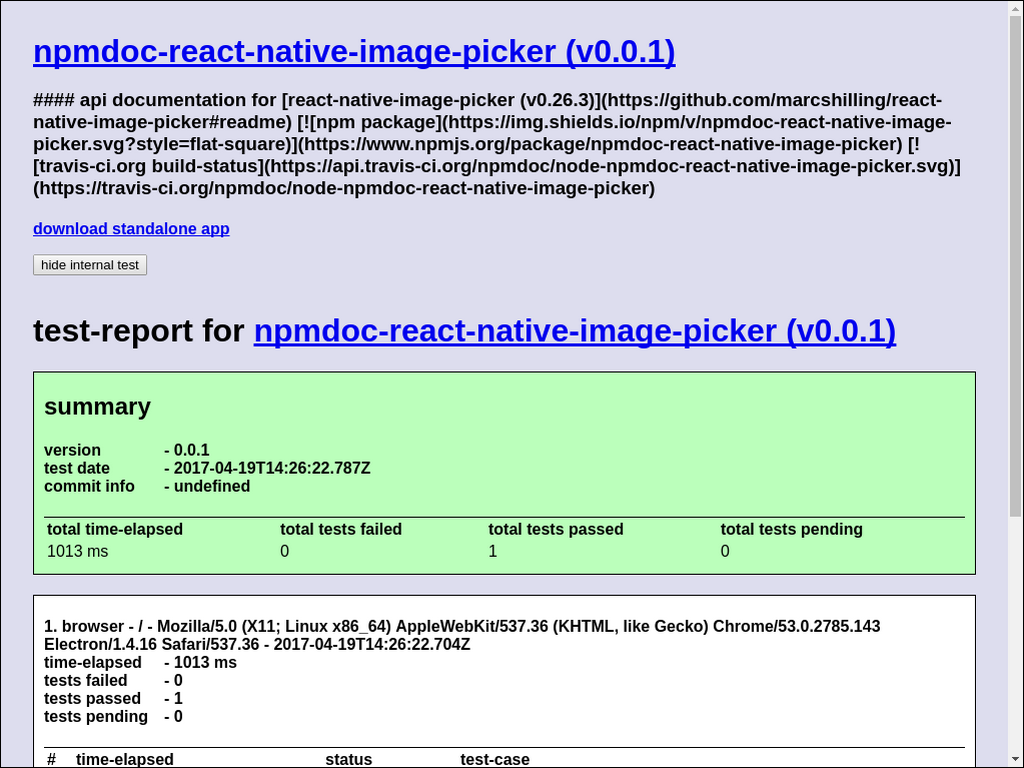 npmdoc-react-native-image-picker (v0.0.1)
#### api documentation for [react-native-image-picker (v0.26.3)](https://github.com/marcshilling/react-
native-image-picker#readme) [![npm package](https://img.shields.io/npm/v/npmdoc-react-native-image-
picker.svg?style=flat-square)](https://www.npmjs.org/package/npmdoc-react-native-image-picker) [!
[travis-ci.org build-status](https://api.travis-ci.org/npmdoc/node-npmdoc-react-native-image-picker.svg)]
(https://travis-ci.org/npmdoc/node-npmdoc-react-native-image-picker)
download standalone app
hide internal test
test-report for npmdoc-react-native-image-picker (v0.0.1)
summary
version - 0.0.1
test date - 2017-04-19T14:26:22.787Z
commit info - undefined
total time-elapsed total tests failed total tests passed total tests pending
1013 ms 0 1 0
1. browser - / - Mozilla/5.0 (X11; Linux x86_64) AppleWebKit/537.36 (KHTML, like Gecko) Chrome/53.0.2785.143
Electron/1.4.16 Safari/537.36 - 2017-04-19T14:26:22.704Z
time-elapsed - 1013 ms
tests failed - 0
tests passed - 1
tests pending - 0
# time-elapsed status test-case